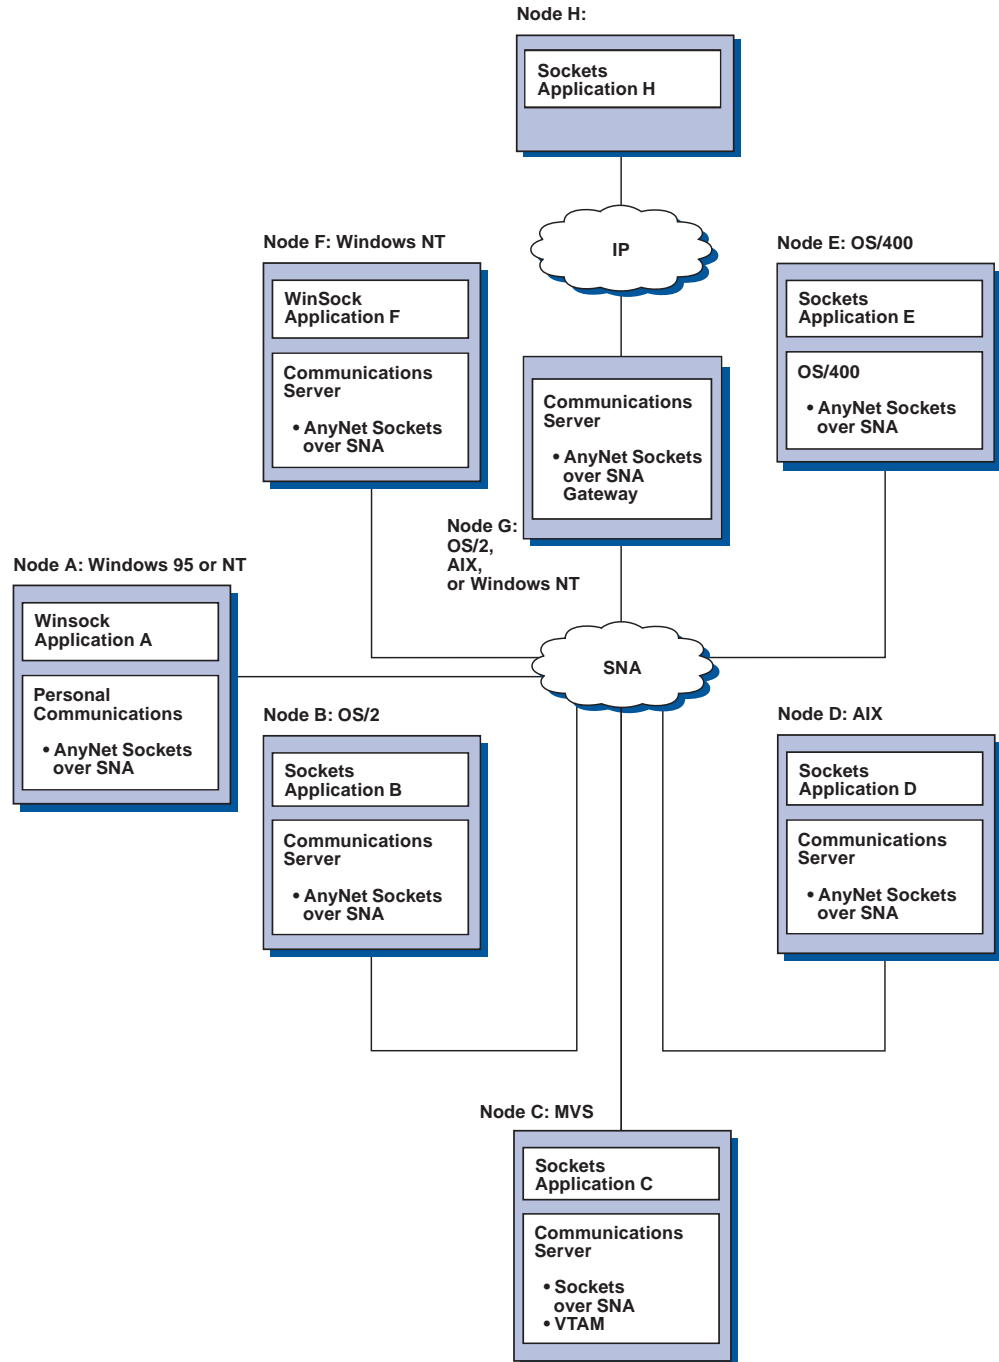 Node H:
Sockets
Application H
IP
Node F: Windows NT
WinSock
Application F
Communications
Server
• AnyNet Sockets
over SNA
Node E: OS/400
Sockets
Application E
OS/400
• AnyNet Sockets
over SNA
Communications
Server
• AnyNet Sockets
over SNA
Gateway
Node G:
OS/2,
AIX,
or Windows NT
Node A: Windows 95 or NT
Winsock
Application A
Personal
Communications
• AnyNet Sockets
over SNA
SNA
Node B: OS/2
Sockets
Application B
Communications
Server
• AnyNet Sockets
over SNA
Node D: AIX
Sockets
Application D
Communications
Server
• AnyNet Sockets
over SNA
Node C: MVS
Sockets
Application C
Communications
Server
• Sockets
over SNA
• VTAM